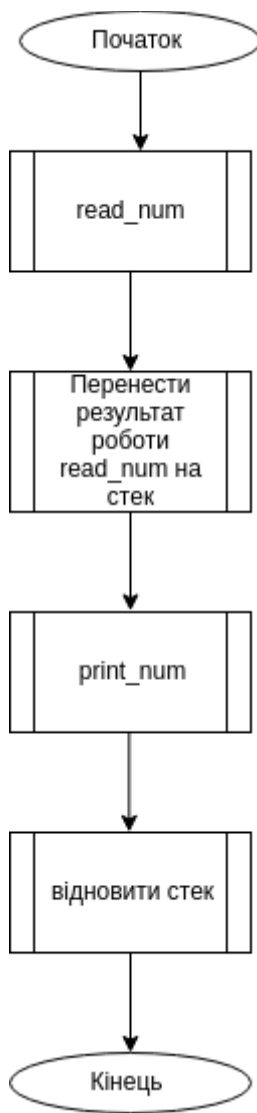 Початок
read_num
Перенести
результат
роботи
read_num на
стек
print_num
відновити стек
Кінець